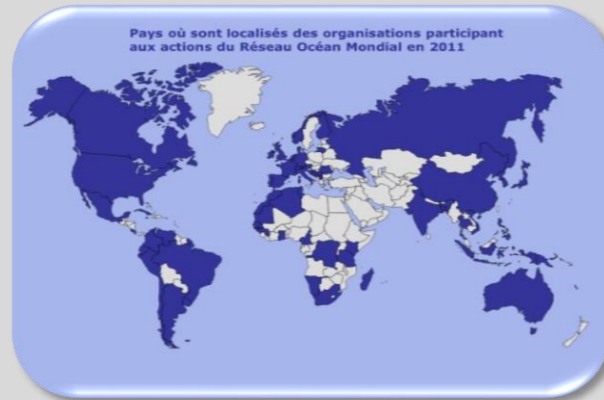 Pays où sont localisés des organisations participant
aux actions du Réseau Océan Mondial en 2011